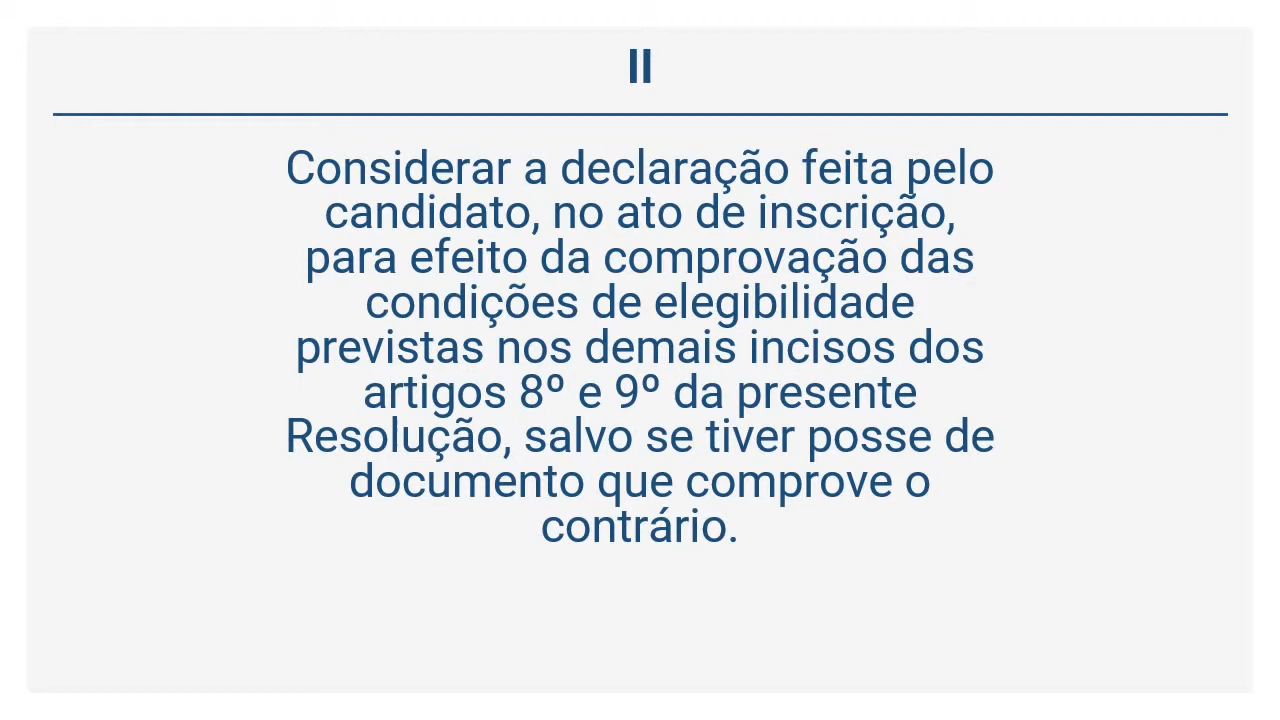 II
Considerar a declaração feita pelo
candidato, no ato de inscrição,
para efeito da comprovação das
condições de elegibilidade
previstas nos demais incisos dos
artigos 8º e 9º da presente
Resolução, salvo se tiver posse de
documento que comprove o
contrário.